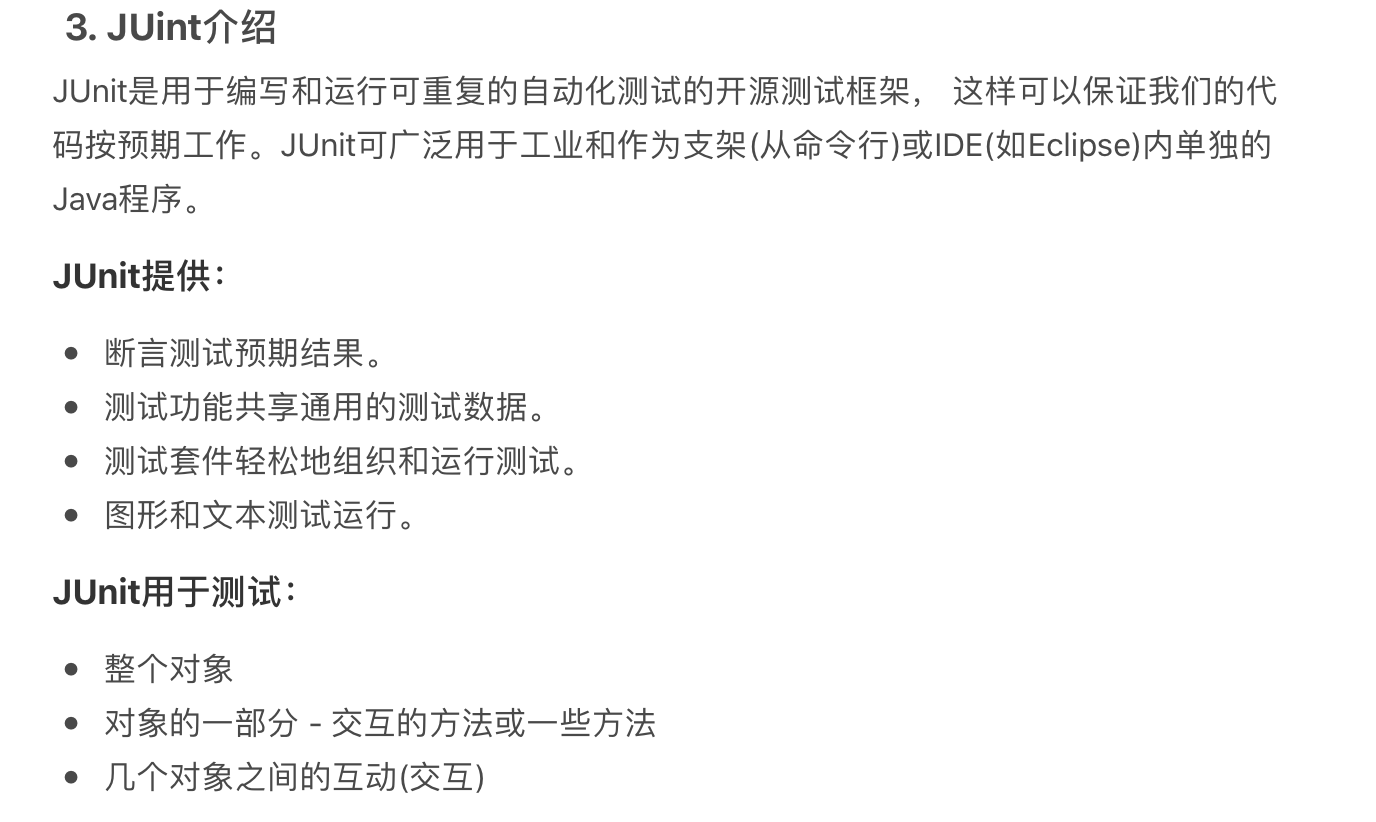 3. JUint介绍
JUnit是用于编写和运行可重复的自动化测试的开源测试框架， 这样可以保证我们的代
码按预期工作。JUnit可广泛用于工业和作为支架(从命令行)或IDE(如Eclipse)内单独的
Java程序。
JUnit提供：
• 断言测试预期结果。
• 测试功能共享通用的测试数据。
• 测试套件轻松地组织和运行测试。
• 图形和文本测试运行。
JUnit用于测试：
• 整个对象
• 对象的一部分 - 交互的方法或一些方法
• 几个对象之间的互动(交互)